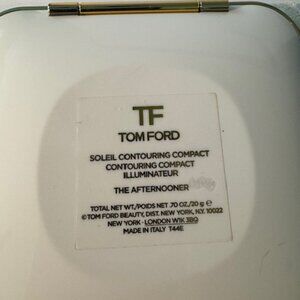 TF
TOM FORD
SOLEIL CONTOURING COMPACT
CONTOURING COMPACT
ILLUMINATEUR
THE AFTERNOONER
TOTAL NET WT./POIDS NET .70 OZ./20 g e
© TOM FORD BEAUTY, DIST. NEW YORK, N.Y. 10022
NEW YORK - LONDON W1K 3BQ
MADE IN ITALY T44E